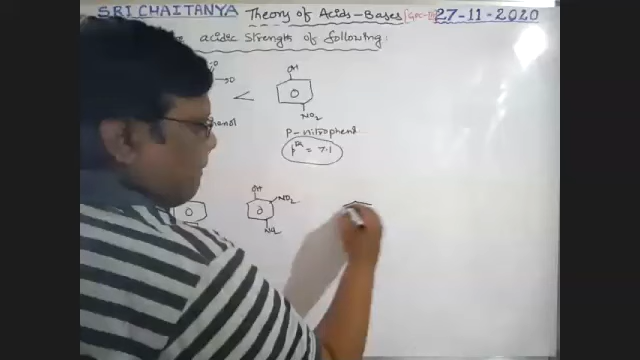 SRI CHAITANYA Theory of Acids-Bases 27-11-2020
acidic strength of following:
OH
<
NO2
P-nitrophenol
pKa = 7.1
OH
NO2
NO2